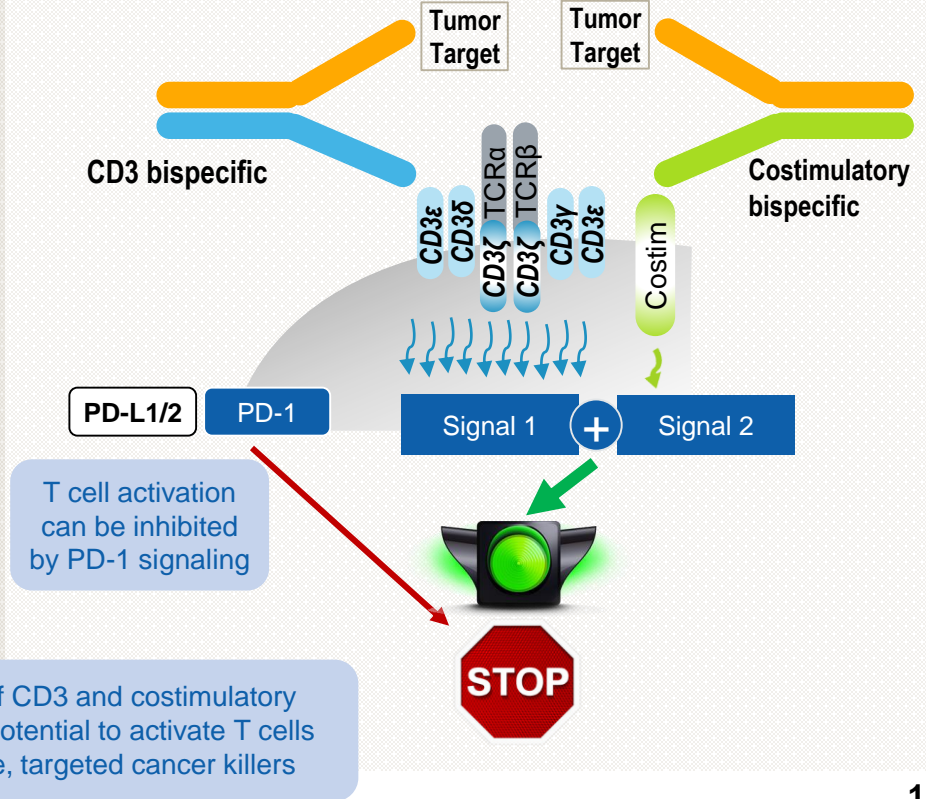 Tumor
Target
Tumor
Target
CD3 bispecific
Costimulatory
bispecific
CD3ε
CD3δ
TCRα
CD3ζ
TCRβ
CD3ζ
CD3γ
CD3ε
Costim
PD-L1/2
PD-1
Signal 1
+
Signal 2
T cell activation
can be inhibited
by PD-1 signaling
STOP
CD3 and costimulatory
potential to activate T cells
targeted cancer killers
1